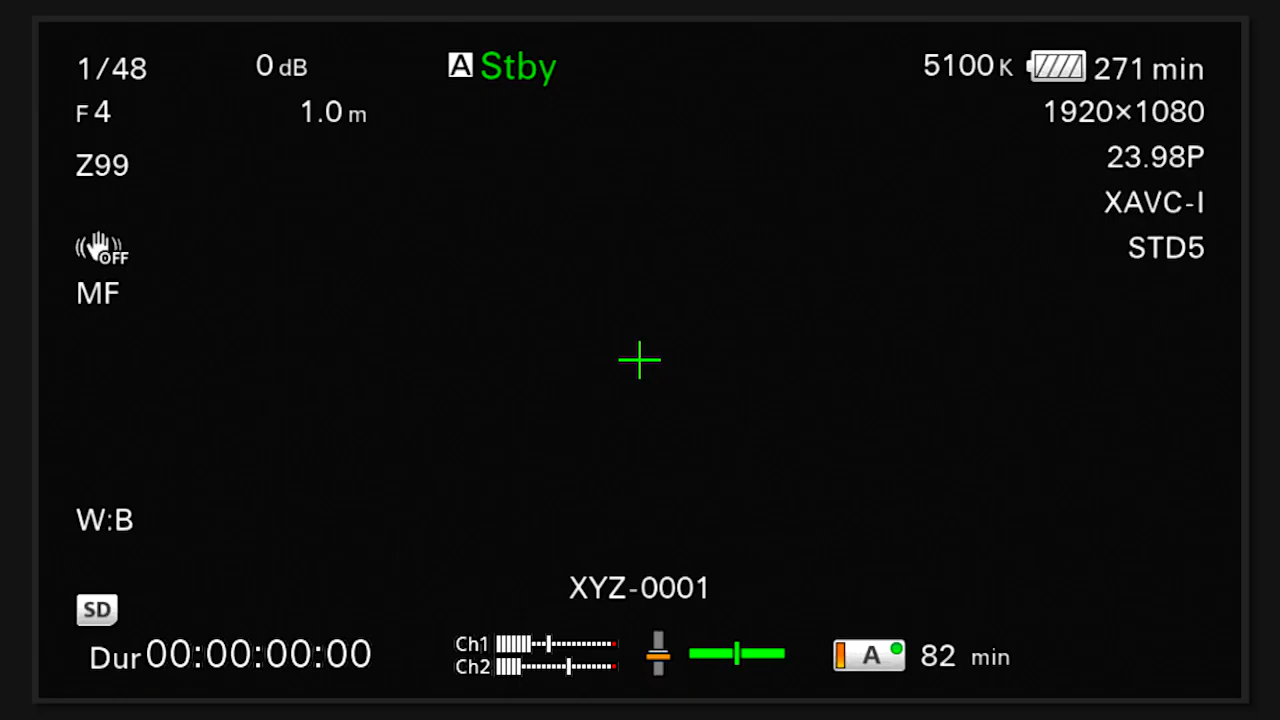 1/48 0 dB A Stby 5100 K 271 min
F 4 1.0 m 1920×1080
Z99 23.98P
XAVC-I
OFF STD5
MF
W:B
XYZ-0001
SD
Ch1
Dur 00:00:00:00 A 82 min
Ch2